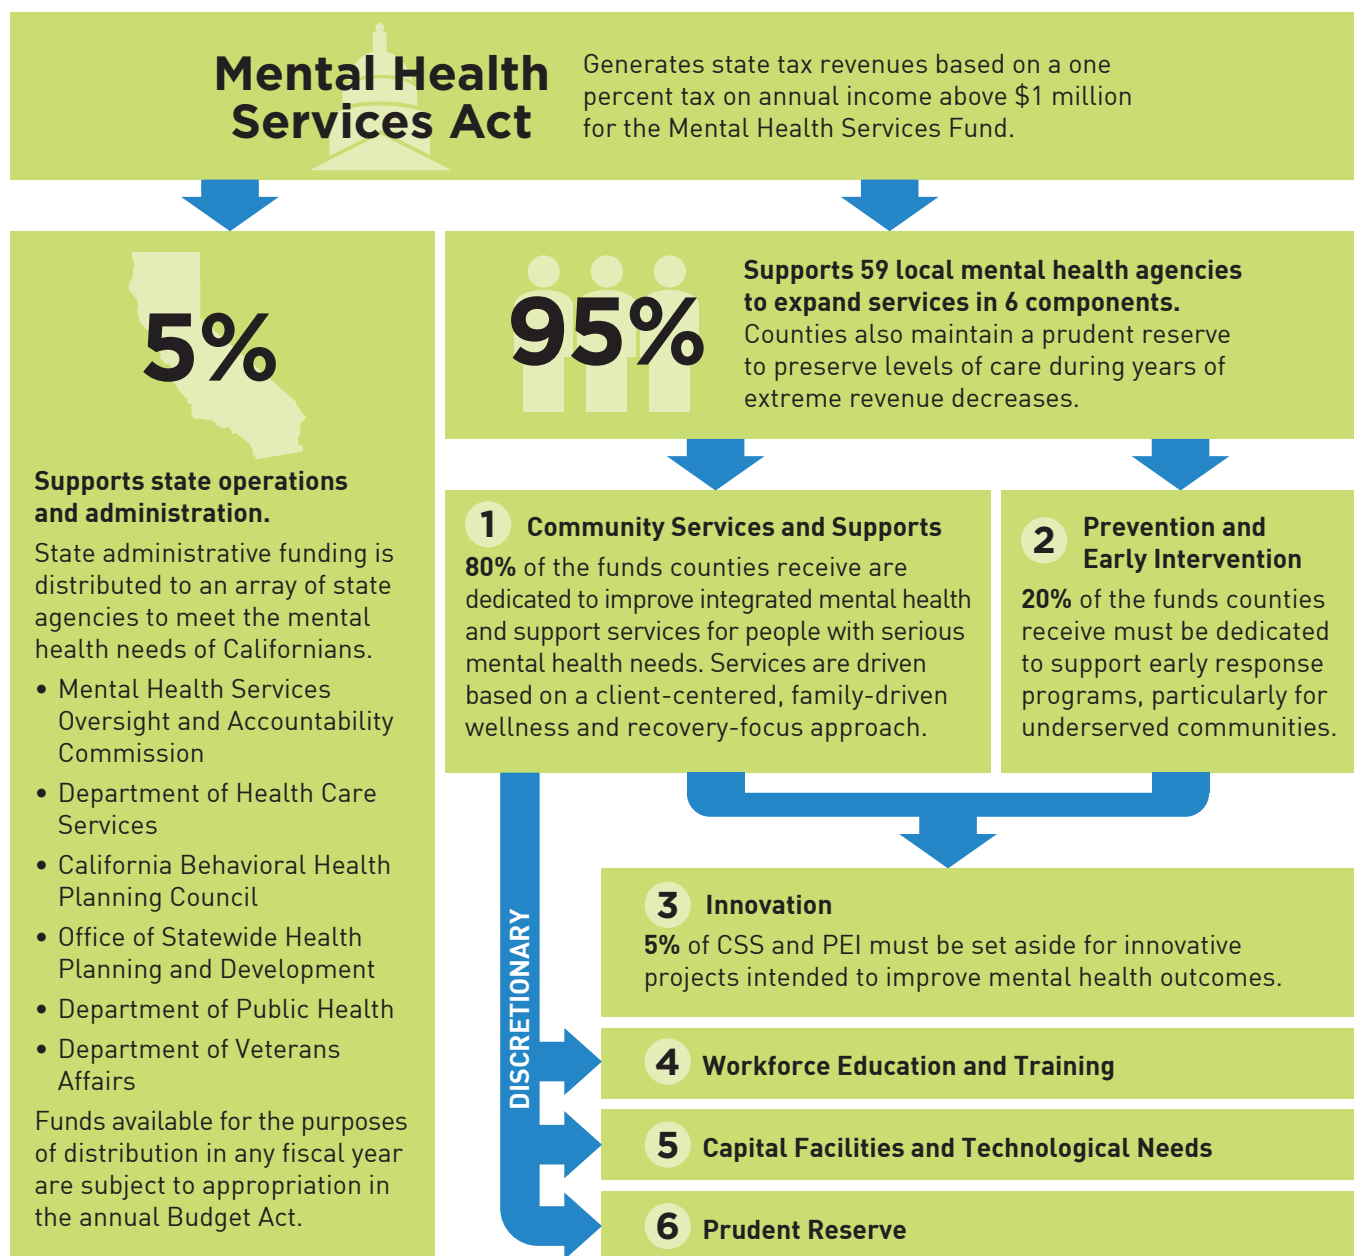 Mental Health
Services Act
Generates state tax revenues based on a one
percent tax on annual income above $1 million
for the Mental Health Services Fund.
5%
Supports state operations
and administration.
State administrative funding is
distributed to an array of state
agencies to meet the mental
health needs of Californians.
• Mental Health Services
Oversight and Accountability
Commission
• Department of Health Care
Services
• California Behavioral Health
Planning Council
• Office of Statewide Health
Planning and Development
• Department of Public Health
• Department of Veterans
Affairs
Funds available for the purposes
of distribution in any fiscal year
are subject to appropriation in
the annual Budget Act.
95%
Supports 59 local mental health agencies
to expand services in 6 components.
Counties also maintain a prudent reserve
to preserve levels of care during years of
extreme revenue decreases.
1 Community Services and Supports
80% of the funds counties receive are
dedicated to improve integrated mental health
and support services for people with serious
mental health needs. Services are driven
based on a client-centered, family-driven
wellness and recovery-focus approach.
2 Prevention and
Early Intervention
20% of the funds counties
receive must be dedicated
to support early response
programs, particularly for
underserved communities.
DISCRETIONARY
3 Innovation
5% of CSS and PEI must be set aside for innovative
projects intended to improve mental health outcomes.
4 Workforce Education and Training
5 Capital Facilities and Technological Needs
6 Prudent Reserve